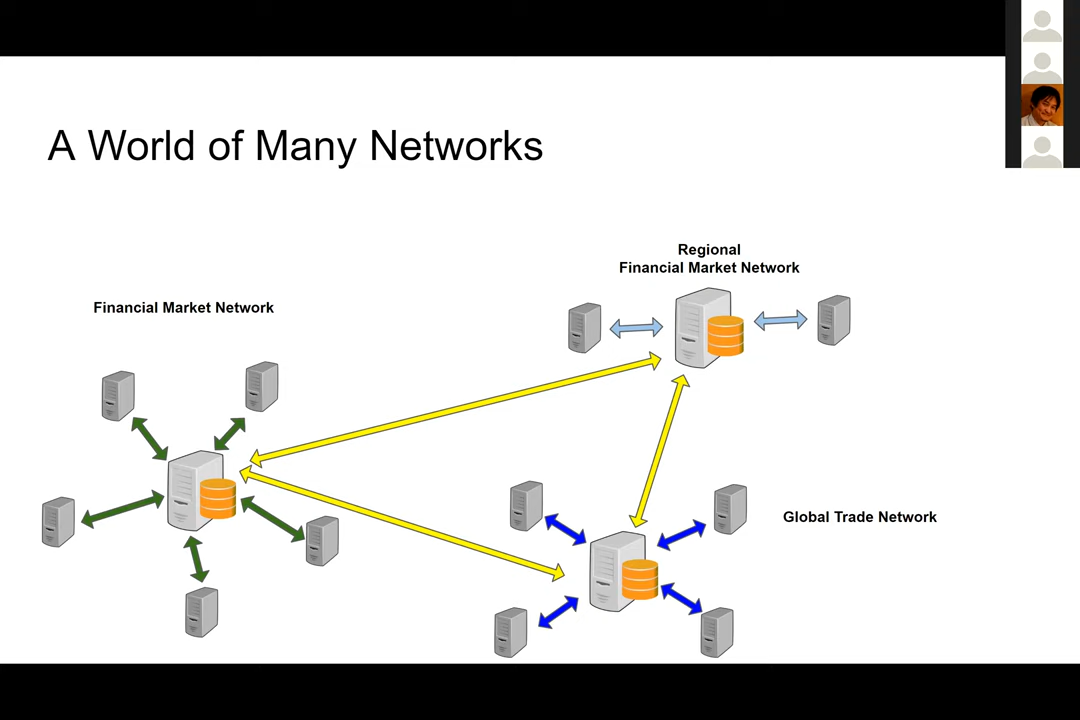 A World of Many Networks
Regional
Financial Market Network
Financial Market Network
Global Trade Network